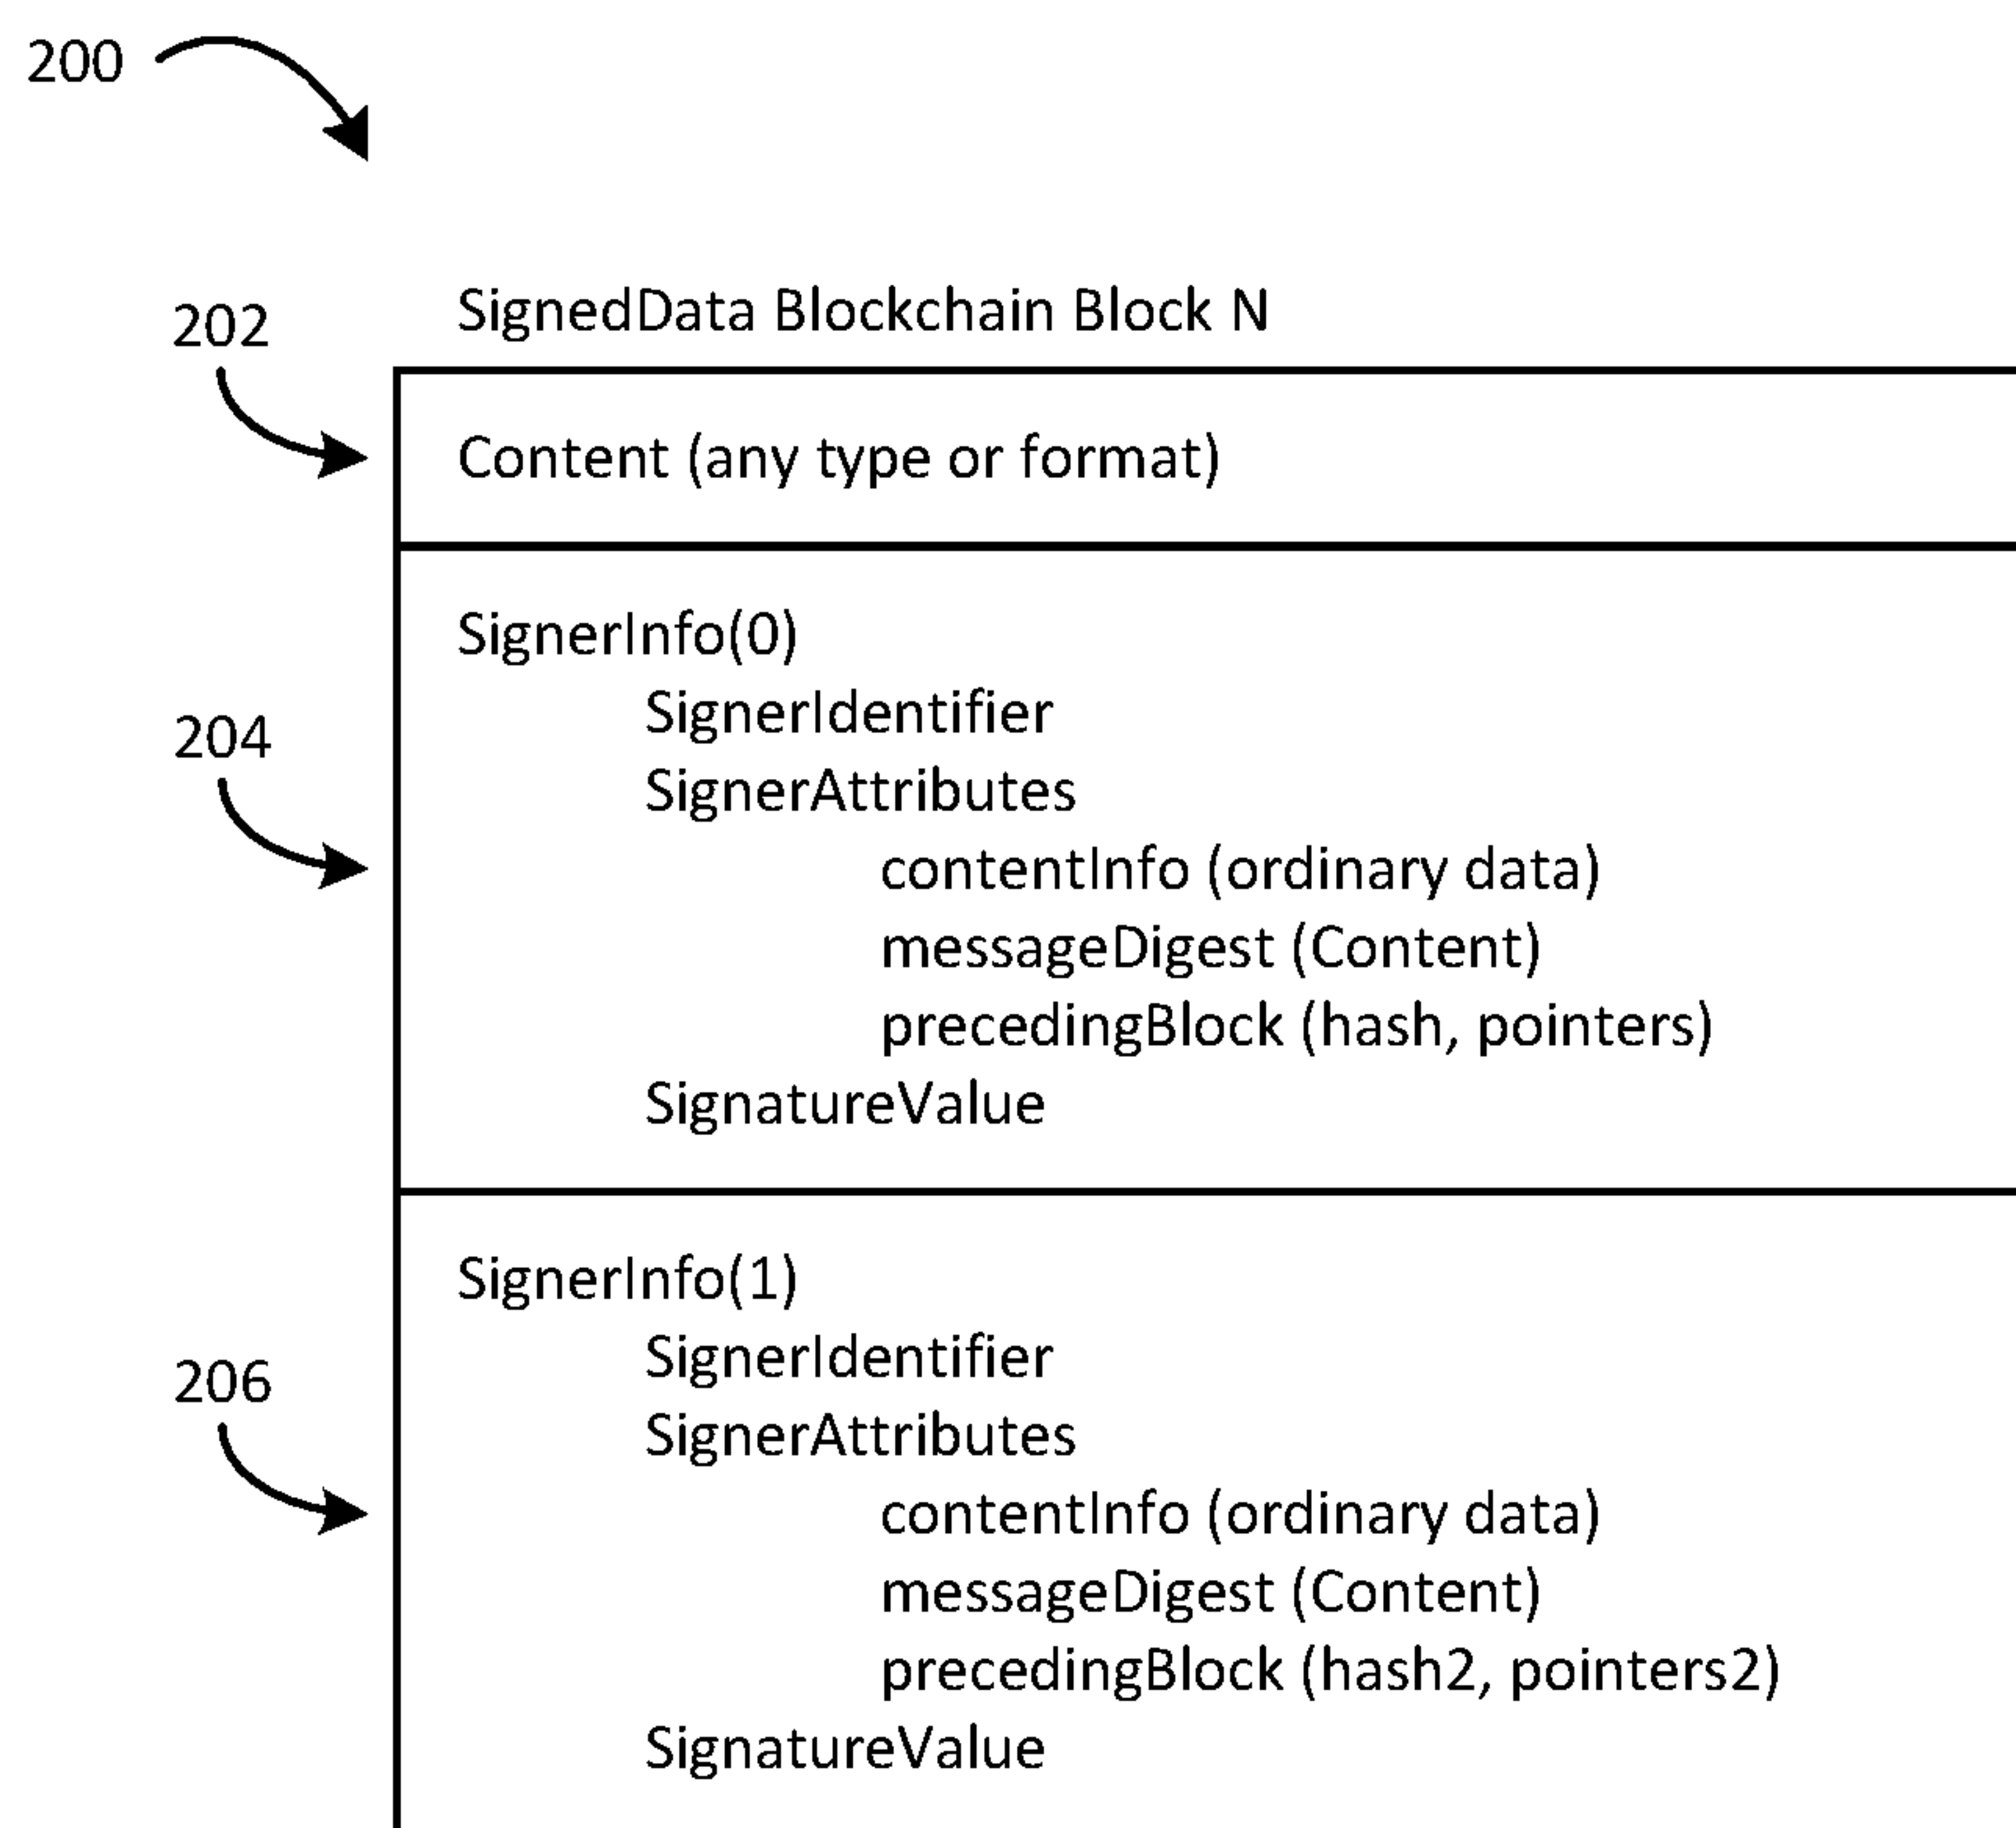 200
SignedData Blockchain Block N
202
Content (any type or format)
SignerInfo(0)
SignerIdentifier
204
SignerAttributes
contentInfo (ordinary data)
messageDigest (Content)
precedingBlock (hash, pointers)
SignatureValue
SignerInfo(1)
SignerIdentifier
206
SignerAttributes
contentInfo (ordinary data)
messageDigest (Content)
precedingBlock (hash2, pointers2)
SignatureValue